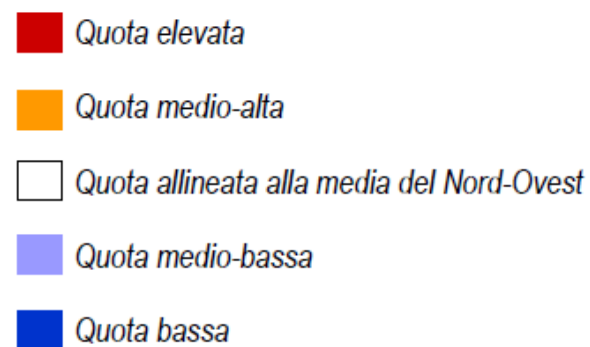 Quota elevata
Quota medio-alta
Quota allineata alla media del Nord-Ovest
Quota medio-bassa
Quota bassa